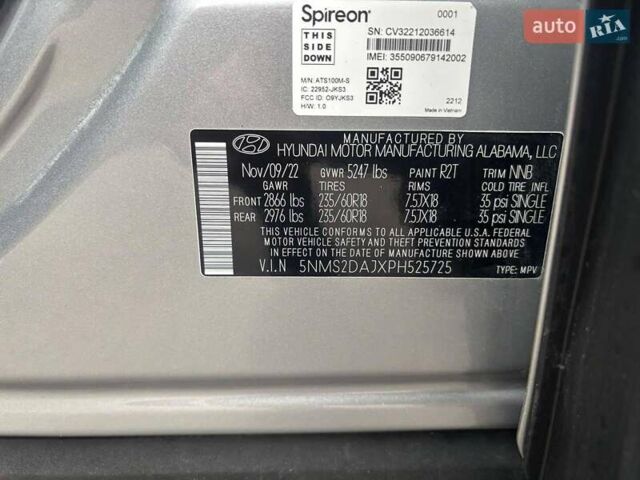 Spireon®
0001
THIS
SIDE
DOWN
SN: CV32212036614
IMEI: 355090679142002
M/N: ATS100M-S
IC: 22952-JKS3
FCC ID: O9YJKS3
H/W: 1.0
2212
Made in Vietnam
auto RIA
.com
MANUFACTURED BY
HYUNDAI MOTOR MANUFACTURING ALABAMA, LLC
Nov/09/22 GVWR 5247 lbs PAINT R2T TRIM NNB
GAWR TIRES RIMS COLD TIRE INFL
FRONT 2866 lbs 235/60R18 7.5JX18 35 psi SINGLE
REAR 2976 lbs 235/60R18 7.5JX18 35 psi SINGLE
THIS VEHICLE CONFORMS TO ALL APPLICABLE U.S.A. FEDERAL
MOTOR VEHICLE SAFETY AND THEFT PREVENTION STANDARDS
IN EFFECT ON THE DATE OF MANUFACTURE SHOWN ABOVE.
V.I.N 5NMS2DAJXPH525725 TYPE: MPV